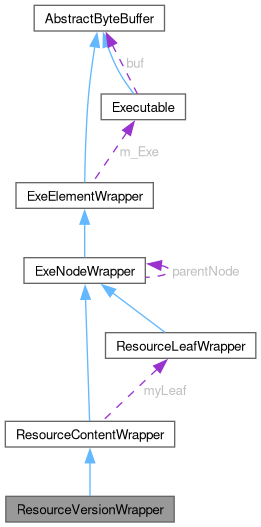 AbstractByteBuffer
buf
Executable
m_Exe
ExeElementWrapper
ExeNodeWrapper
parentNode
ResourceLeafWrapper
myLeaf
ResourceContentWrapper
ResourceVersionWrapper